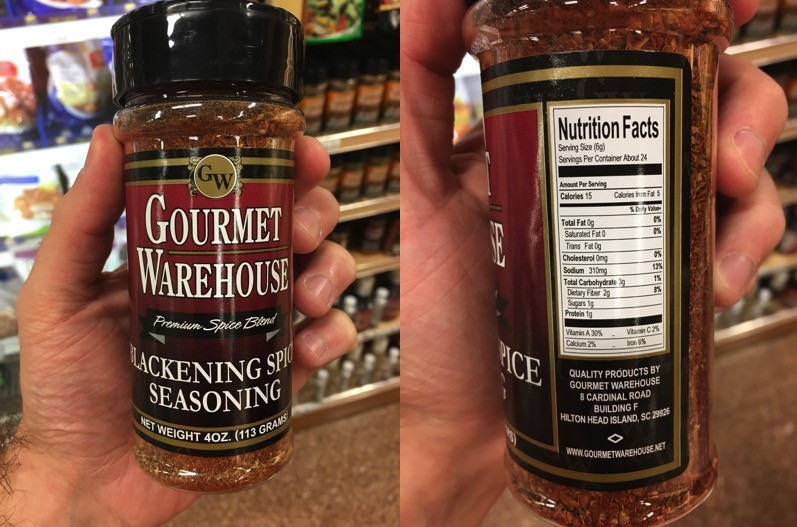 GW
GOURMET
WAREHOUSE
Premium Spice Blend
BLACKENING SPICE
SEASONING
NET WEIGHT 4OZ. (113 GRAMS)
Nutrition Facts
Serving Size (6g)
Servings Per Container About 24
Amount Per Serving
Calories 15 Calories from Fat 5
% Daily Value*
Total Fat 0g 0%
Saturated Fat 0 0%
Trans Fat 0g
Cholesterol 0mg 0%
Sodium 310mg 13%
Total Carbohydrate 3g 1%
Dietary Fiber 2g 8%
Sugars 1g
Protein 1g
Vitamin A 30% . Vitamin C 2%
Calcium 2% . Iron 6%
PICE
QUALITY PRODUCTS BY
GOURMET WAREHOUSE
8 CARDINAL ROAD
BUILDING F
HILTON HEAD ISLAND, SC 29926
WWW.GOURMETWAREHOUSE.NET